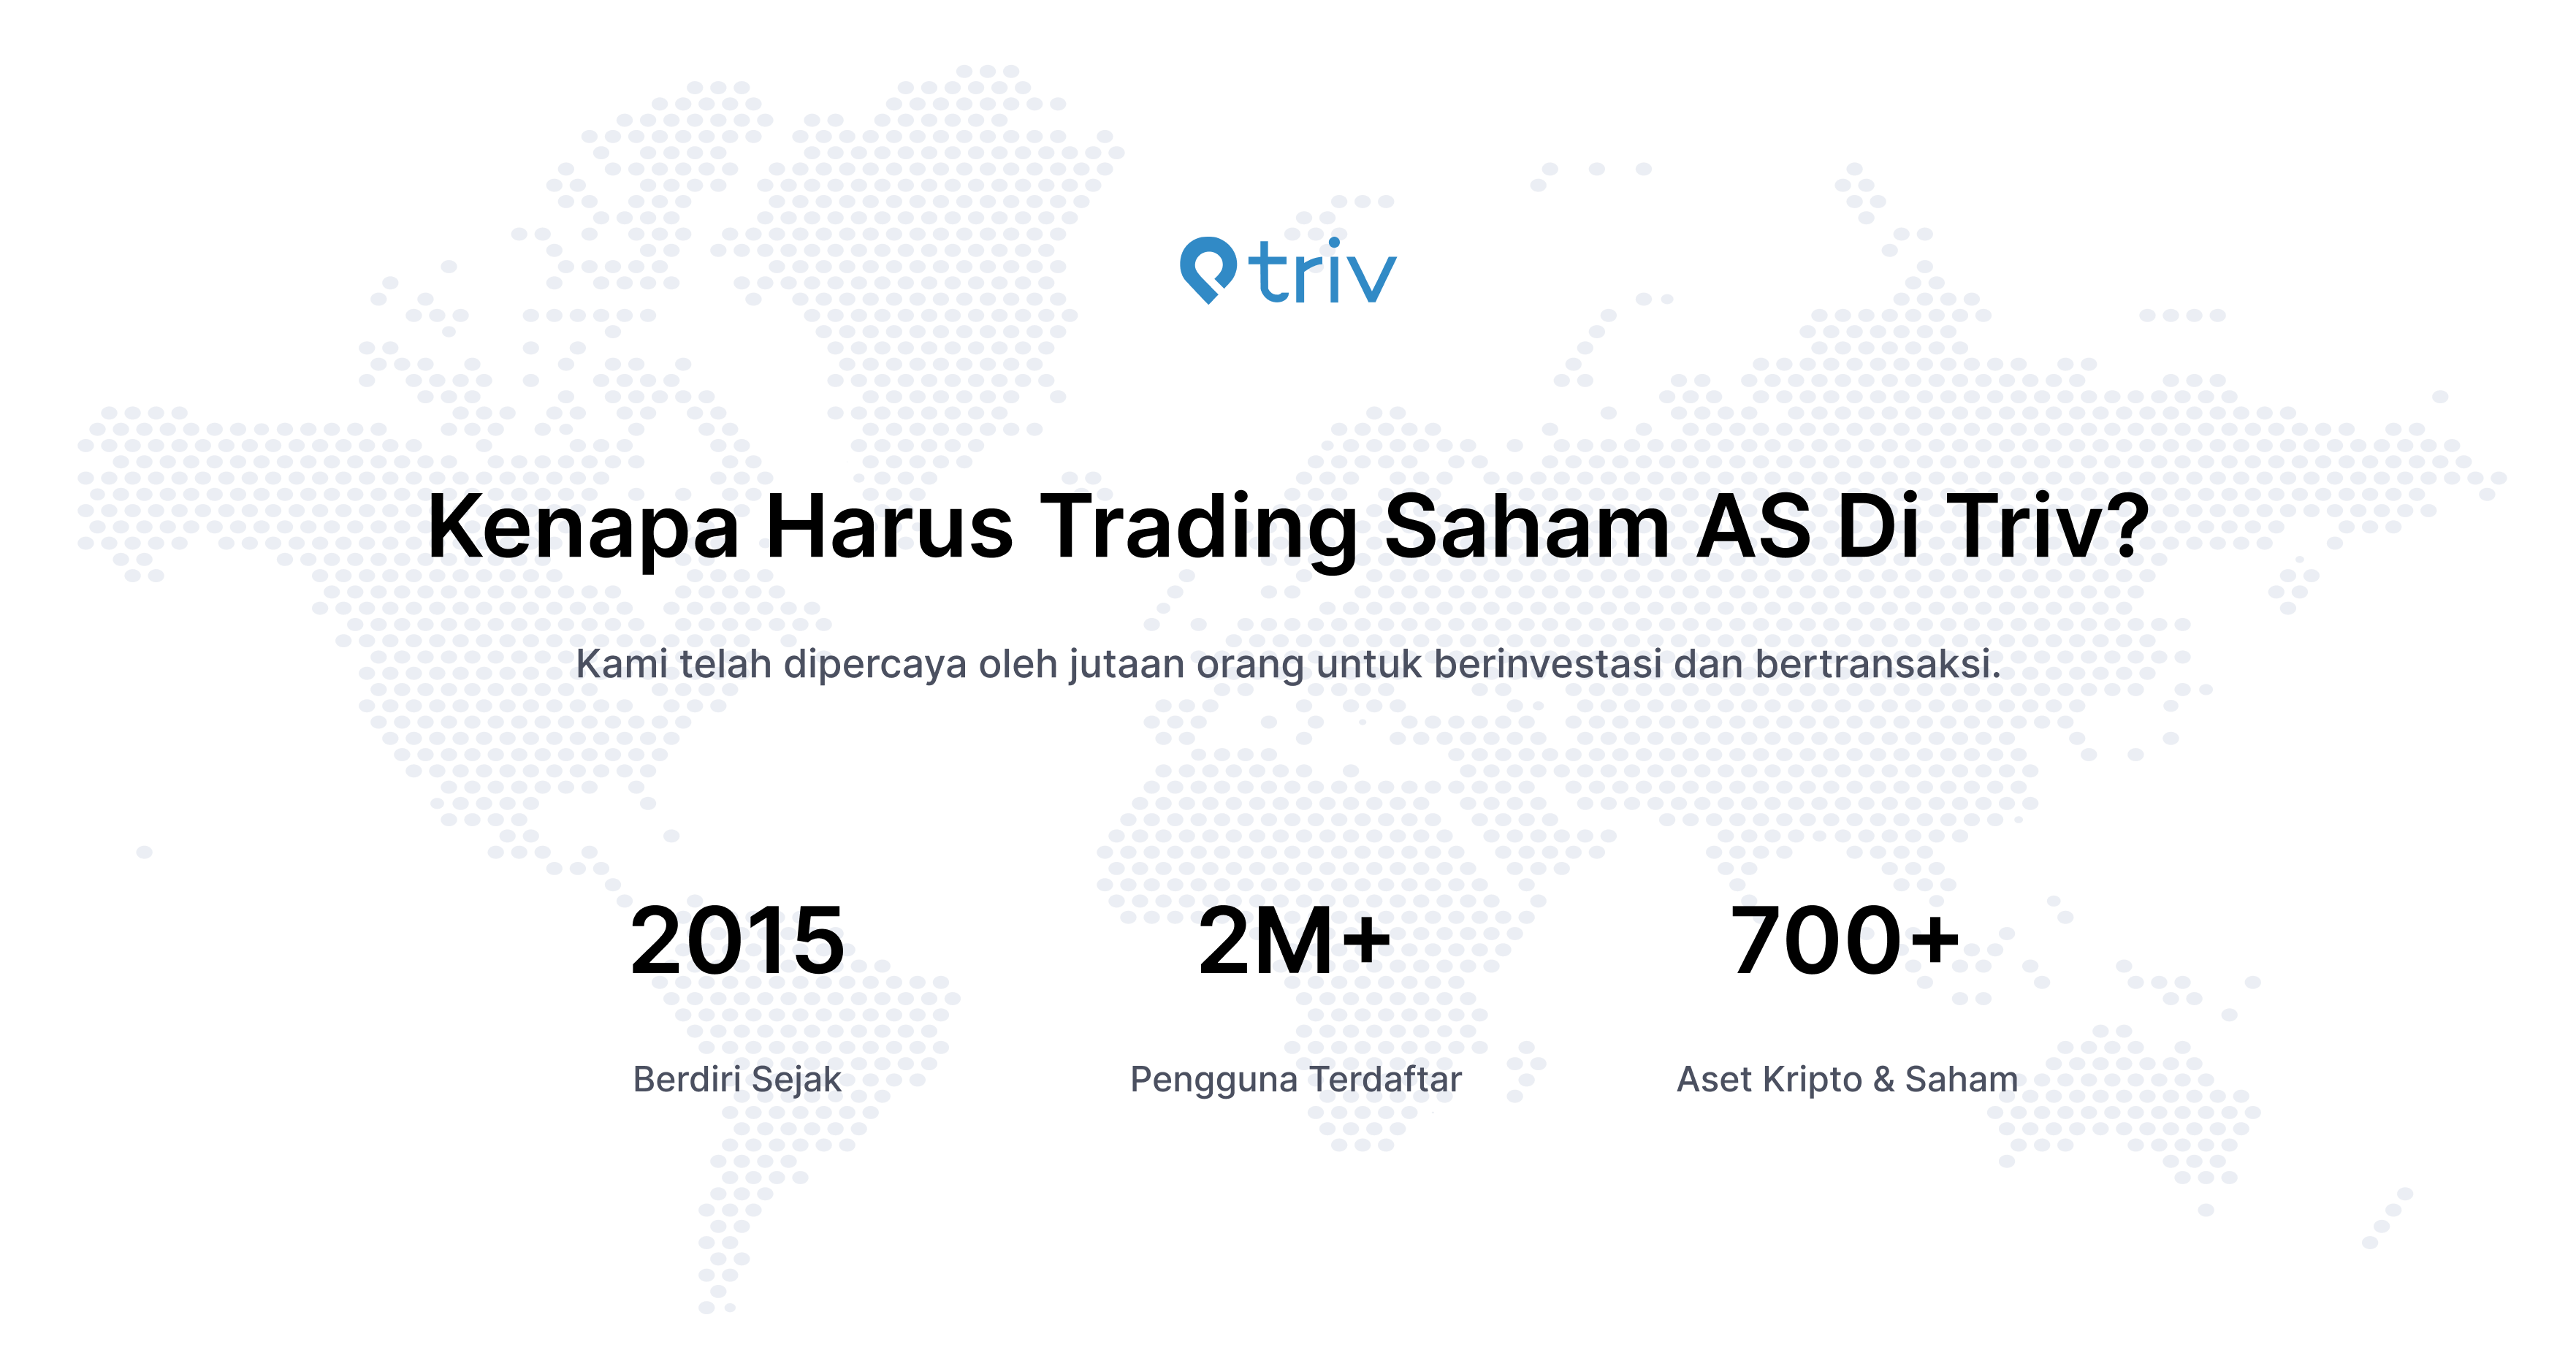 triv
Kenapa Harus Trading Saham AS Di Triv?
Kami telah dipercaya oleh jutaan orang untuk berinvestasi dan bertransaksi.
2015
Berdiri Sejak
2M+
Pengguna Terdaftar
700+
Aset Kripto & Saham